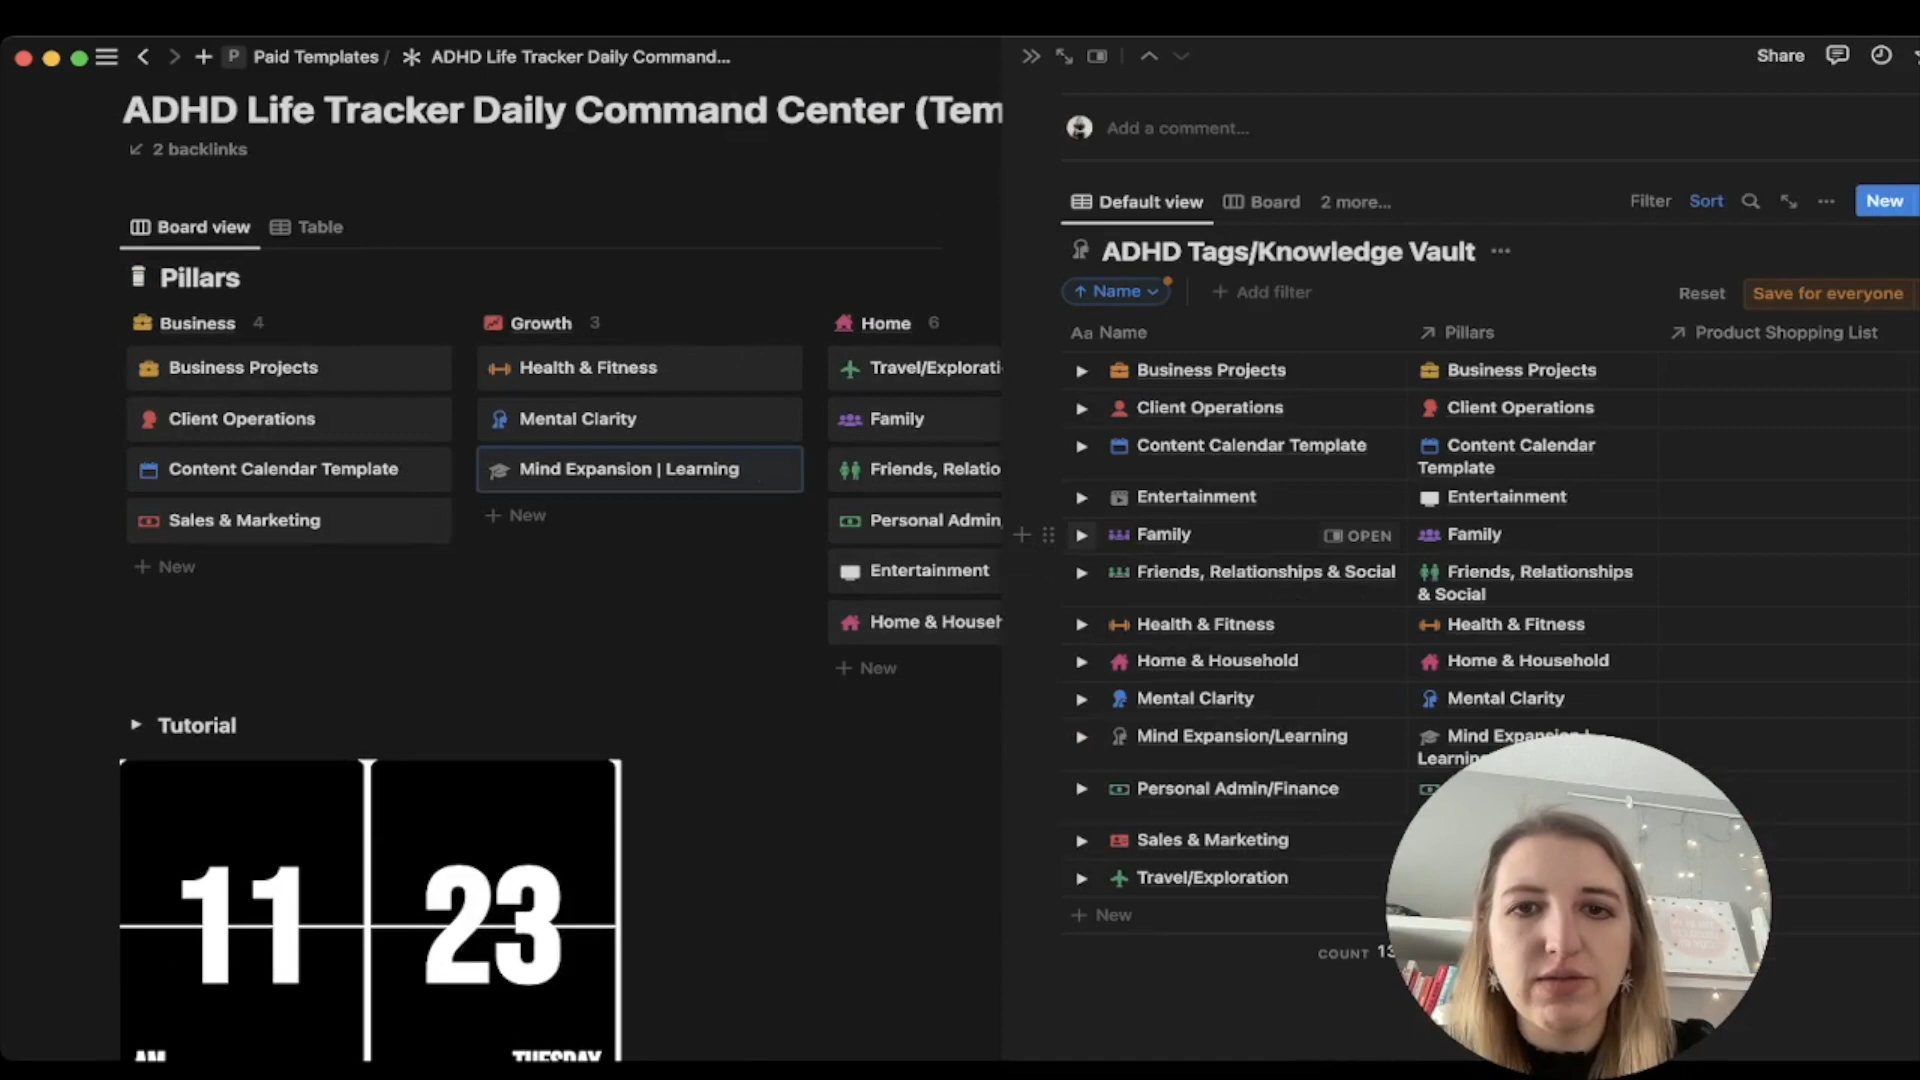 P Paid Templates / ADHD Life Tracker Daily Command...
Share
ADHD Life Tracker Daily Command Center (Tem
2 backlinks
Add a comment...
Board view Table
Pillars
Business 4
Business Projects
Client Operations
Content Calendar Template
Sales & Marketing
+ New
Growth 3
Health & Fitness
Mental Clarity
Mind Expansion | Learning
+ New
Home 6
Travel/Explorati
Family
Friends, Relatio
Personal Admin,
Entertainment
Home & Househ
+ New
Tutorial
11 23
AM TUESDAY
Default view Board 2 more...
Filter Sort New
ADHD Tags/Knowledge Vault
Name + Add filter
Reset Save for everyone
Aa Name Pillars Product Shopping List
Business Projects Business Projects
Client Operations Client Operations
Content Calendar Template Content Calendar
Template
Entertainment Entertainment
Family OPEN Family
Friends, Relationships & Social Friends, Relationships
& Social
Health & Fitness Health & Fitness
Home & Household Home & Household
Mental Clarity Mental Clarity
Mind Expansion/Learning Mind Expansion
Learning
Personal Admin/Finance
Sales & Marketing
Travel/Exploration
+ New
COUNT 13